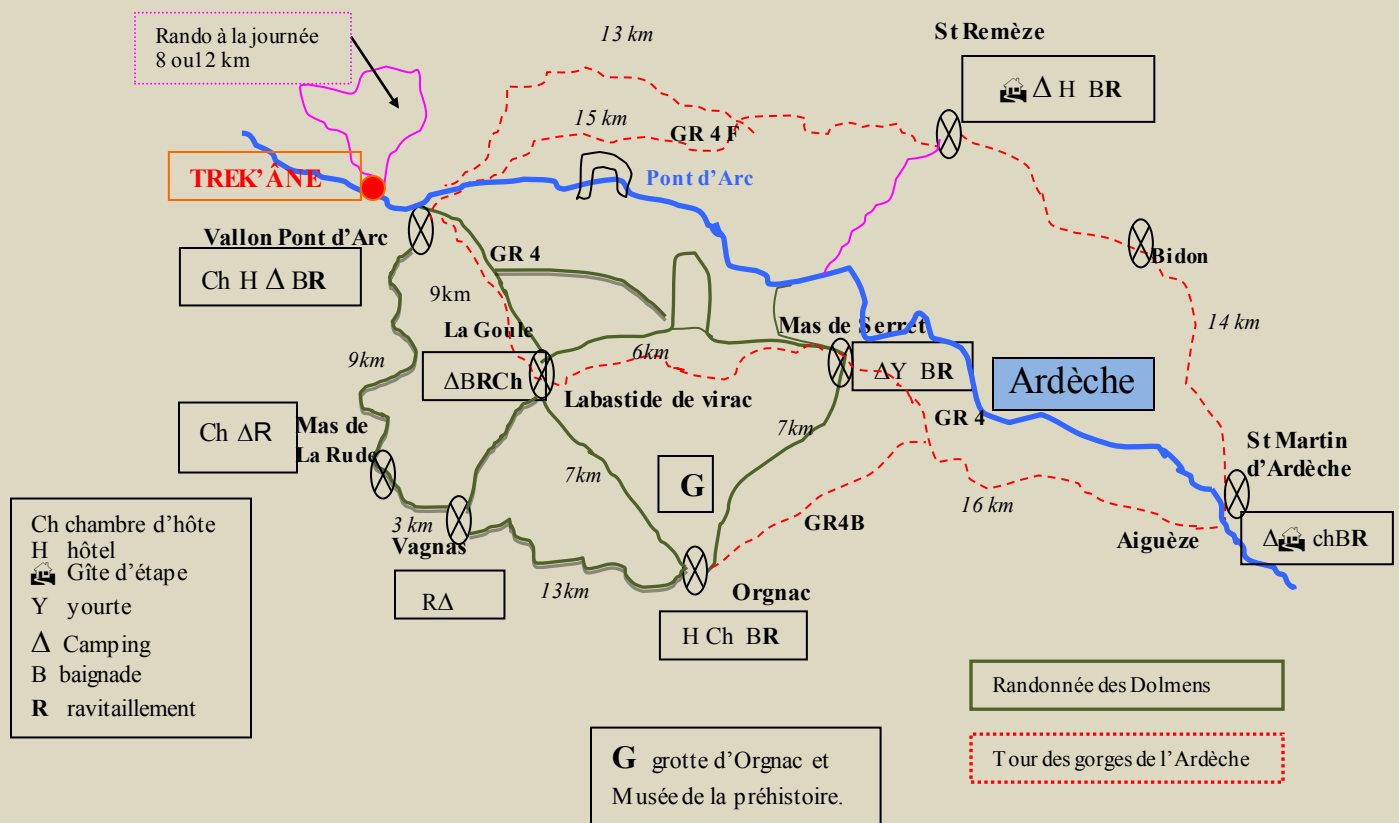 Rando à la journée
8 ou12 km
13 km
St Remèze
🏠 Δ H BR
15 km
GR 4 F
TREK’ÂNE
Pont d’Arc
Vallon Pont d’Arc
GR 4
Bidon
Ch H Δ BR
9km
La Goule
Mas de Serret
14 km
9km
6km
ΔBRCh
ΔY BR
Ardèche
Labastide de virac
GR 4
Ch ΔR
Mas de
La Rude
7km
St Martin
d’Ardèche
7km
G
16 km
3 km
Vagnas
GR4B
Aiguèze
Δ🏠 chBR
13km
Orgnac
RΔ
H Ch BR
Ch chambre d’hôte
H hôtel
🏠 Gîte d’étape
Y yourte
Δ Camping
B baignade
R ravitaillement
Randonnée des Dolmens
Tour des gorges de l’Ardèche
G grotte d’Orgnac et
Musée de la préhistoire.